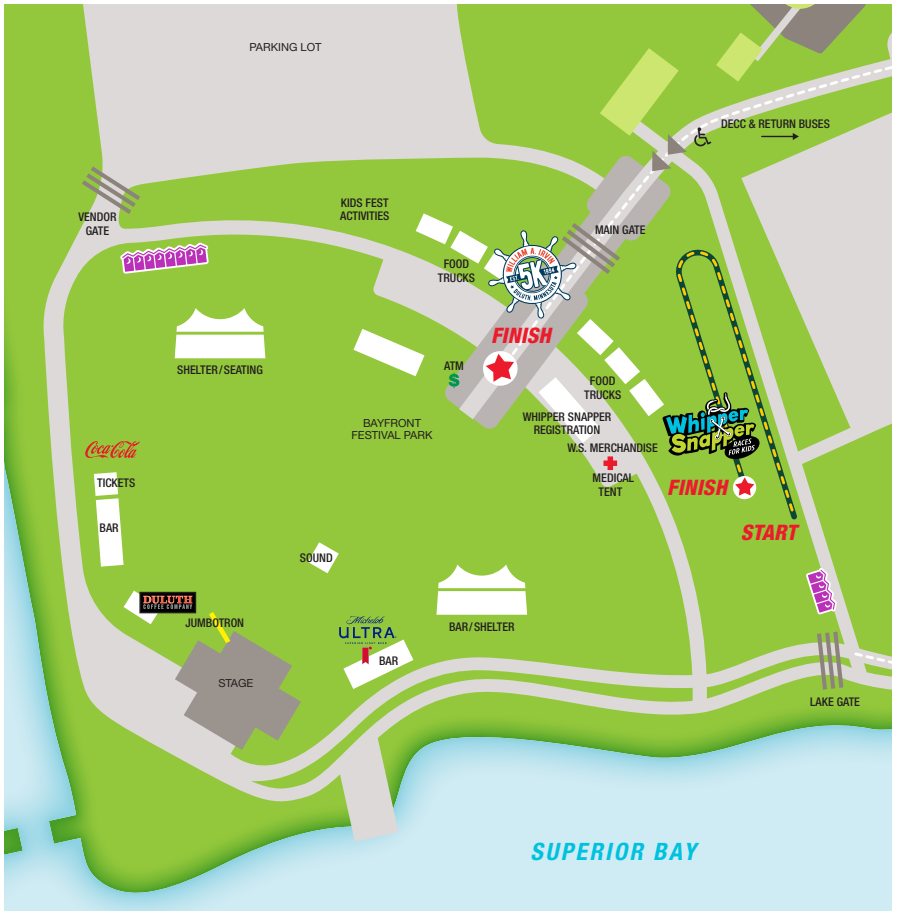 PARKING LOT
DECC & RETURN BUSES
VENDOR
GATE
KIDS FEST
ACTIVITIES
MAIN GATE
FOOD
TRUCKS
WILLIAM A. IRVIN
5K
EST
1994
DULUTH, MINNESOTA
FINISH
SHELTER/SEATING
ATM
$
FOOD
TRUCKS
BAYFRONT
FESTIVAL PARK
WHIPPER SNAPPER
REGISTRATION
Whipper
Snapper
RACES
FOR KIDS
W.S. MERCHANDISE
Coca-Cola
TICKETS
MEDICAL
TENT
FINISH
BAR
START
SOUND
DULUTH
COFFEE COMPANY
JUMBOTRON
Michelob
ULTRA
BAR/SHELTER
BAR
STAGE
LAKE GATE
SUPERIOR BAY